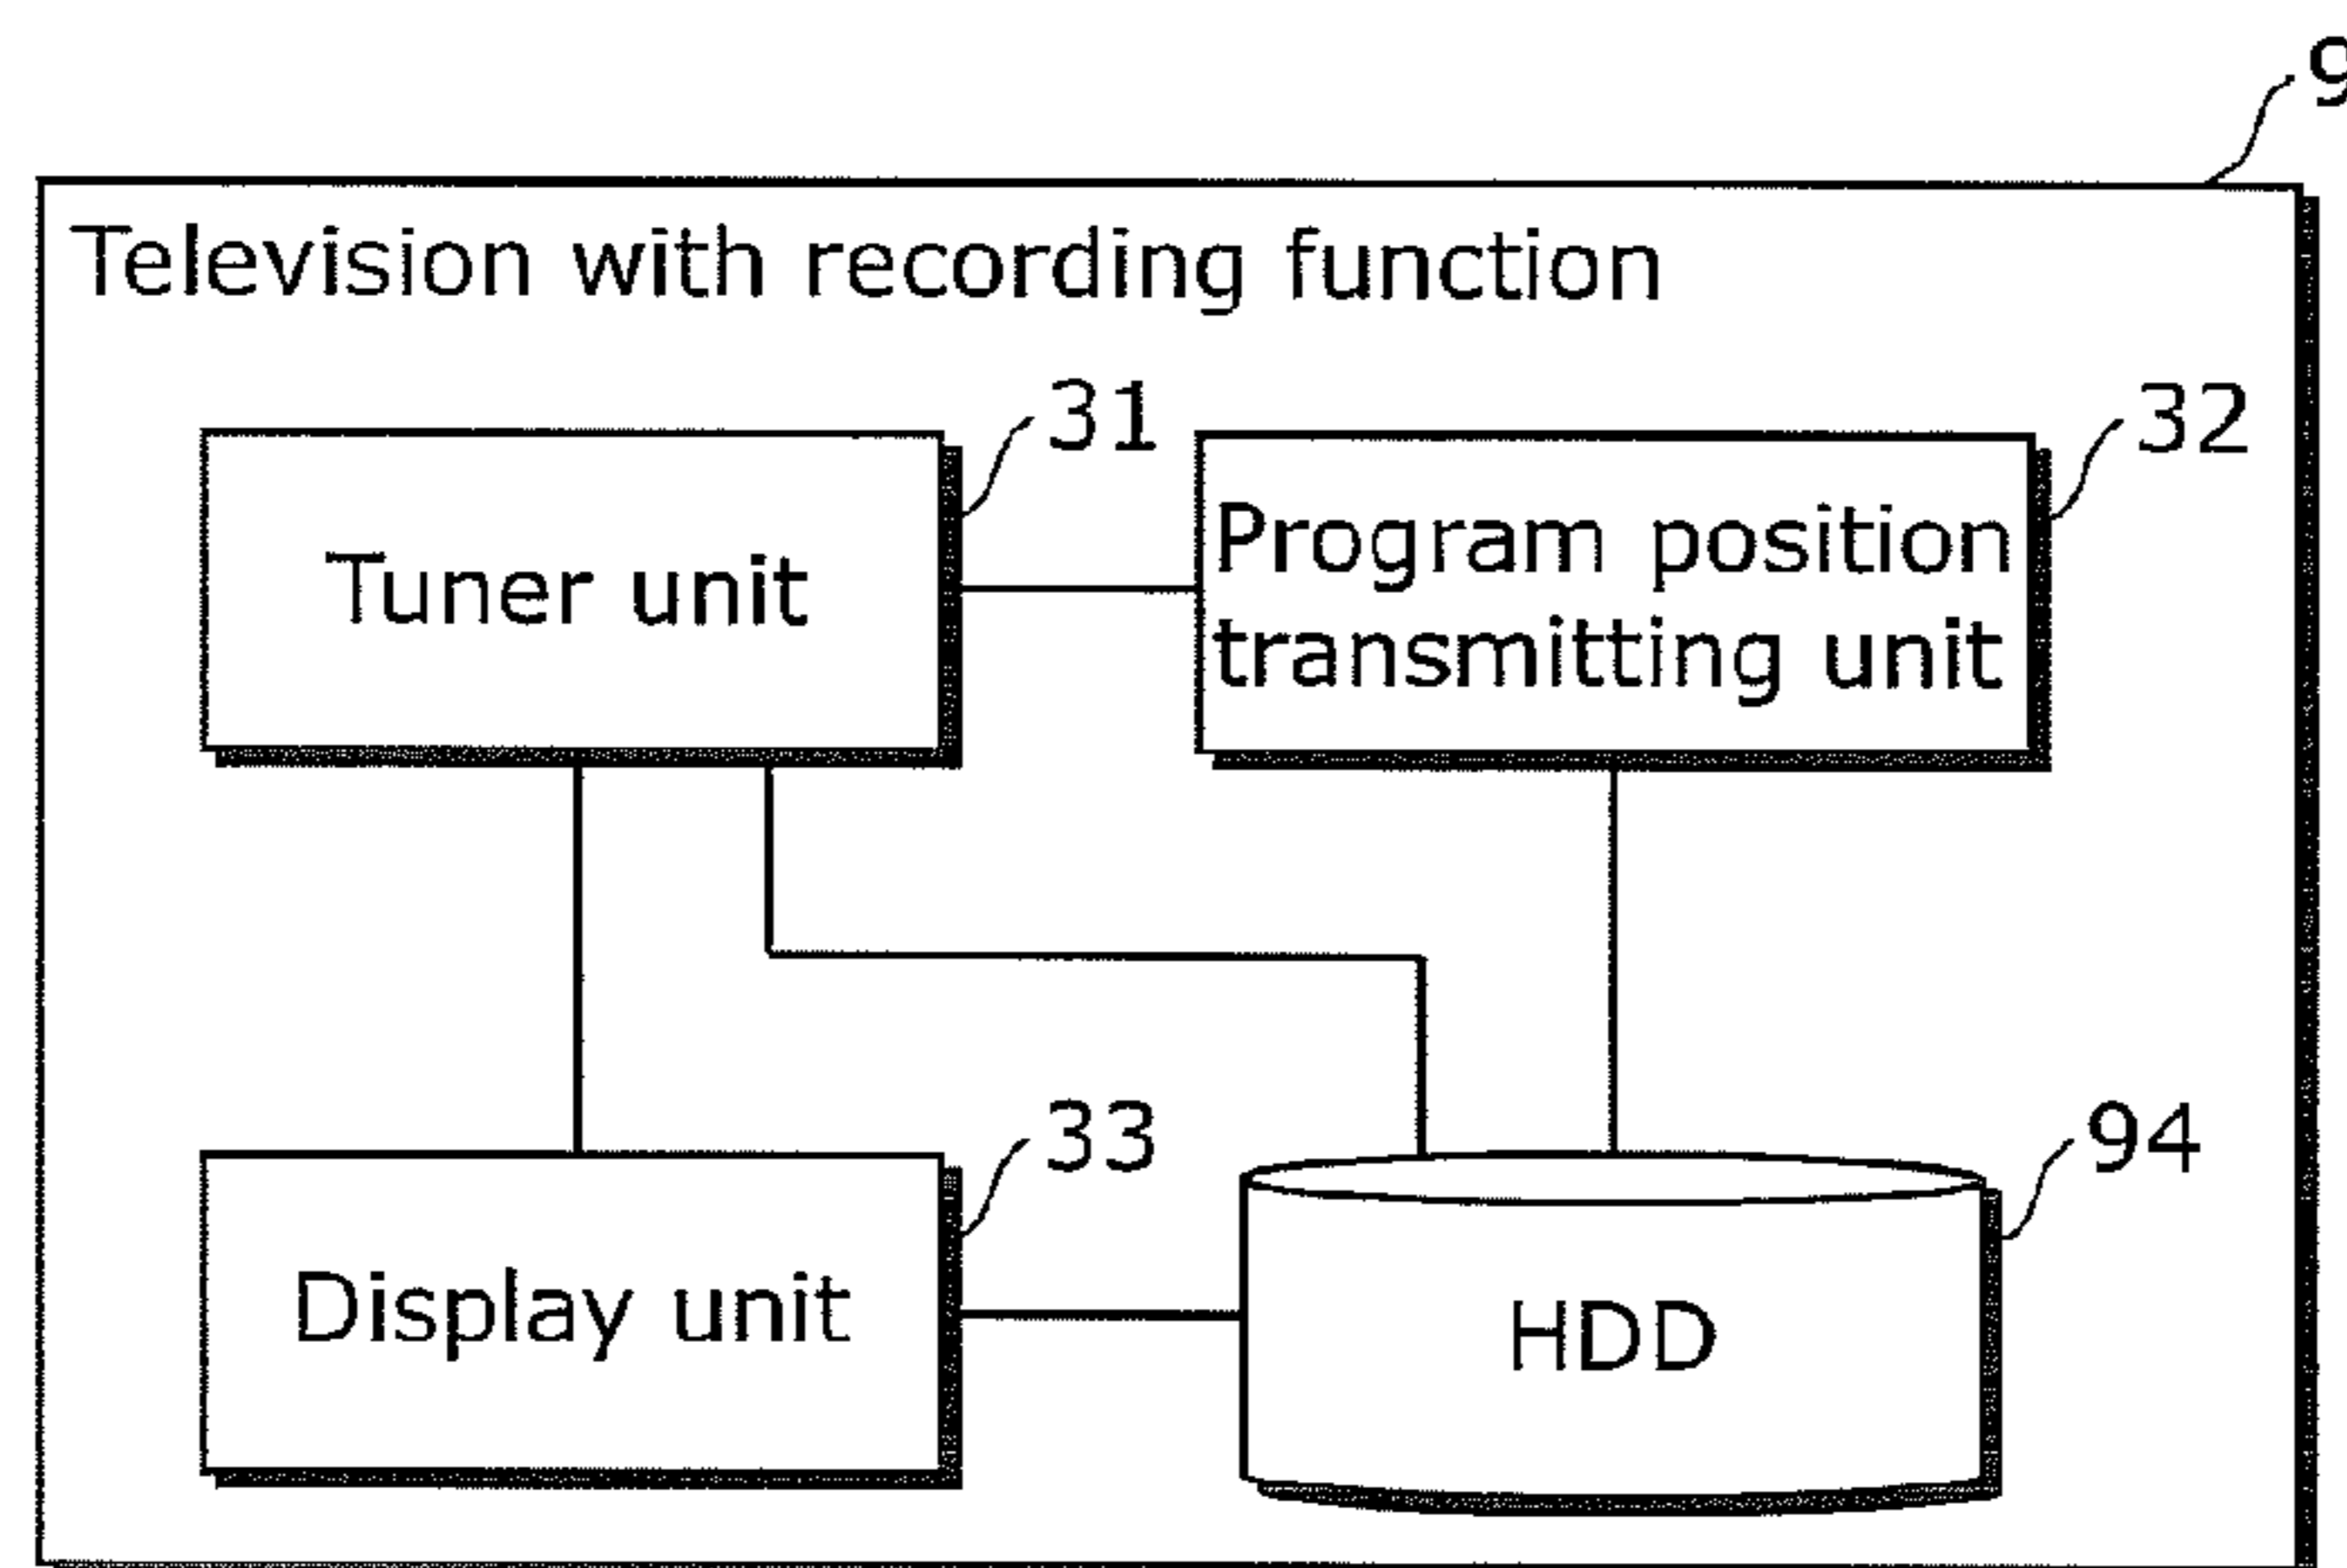 9
Television with recording function
31
32
Tuner unit
Program position
transmitting unit
33
94
Display unit
HDD